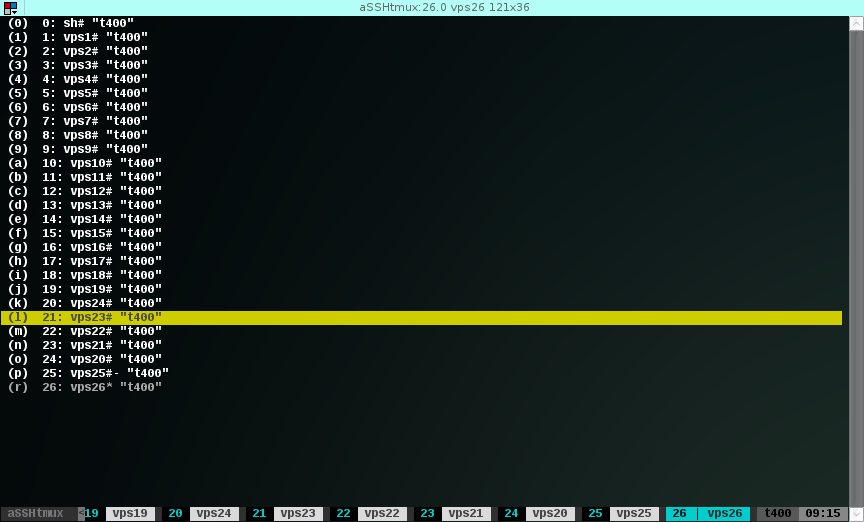 aSSHtmux:26.0 vps26 121x36
(0)  0: sh# "t400"
(1)  1: vps1# "t400"
(2)  2: vps2# "t400"
(3)  3: vps3# "t400"
(4)  4: vps4# "t400"
(5)  5: vps5# "t400"
(6)  6: vps6# "t400"
(7)  7: vps7# "t400"
(8)  8: vps8# "t400"
(9)  9: vps9# "t400"
(a)  10: vps10# "t400"
(b)  11: vps11# "t400"
(c)  12: vps12# "t400"
(d)  13: vps13# "t400"
(e)  14: vps14# "t400"
(f)  15: vps15# "t400"
(g)  16: vps16# "t400"
(h)  17: vps17# "t400"
(i)  18: vps18# "t400"
(j)  19: vps19# "t400"
(k)  20: vps24# "t400"
(l)  21: vps23# "t400"
(m)  22: vps22# "t400"
(n)  23: vps21# "t400"
(o)  24: vps20# "t400"
(p)  25: vps25#- "t400"
(r)  26: vps26* "t400"
aSSHtmux <19 vps19 20 vps24 21 vps23 22 vps22 23 vps21 24 vps20 25 vps25 26 | vps26 t400 09:15